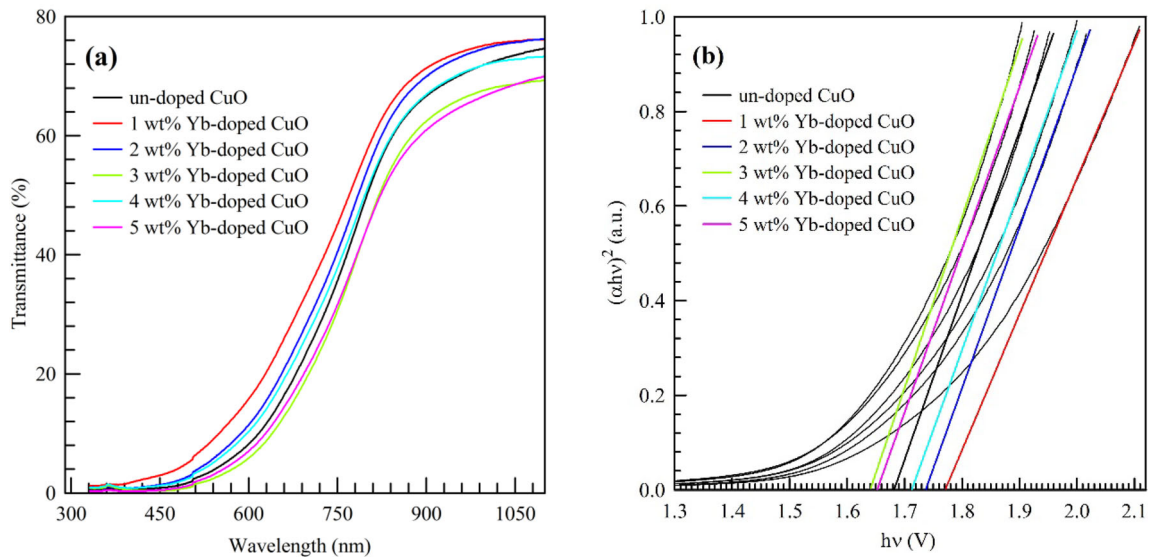 (a)
un-doped CuO
1 wt% Yb-doped CuO
2 wt% Yb-doped CuO
3 wt% Yb-doped CuO
4 wt% Yb-doped CuO
5 wt% Yb-doped CuO
Transmittance (%)
80
60
40
20
0
300 450 600 750 900 1050
Wavelength (nm)
(b)
un-doped CuO
1 wt% Yb-doped CuO
2 wt% Yb-doped CuO
3 wt% Yb-doped CuO
4 wt% Yb-doped CuO
5 wt% Yb-doped CuO
(αhν)² (a.u.)
1.0
0.8
0.6
0.4
0.2
0.0
1.3 1.4 1.5 1.6 1.7 1.8 1.9 2.0 2.1
hν (V)